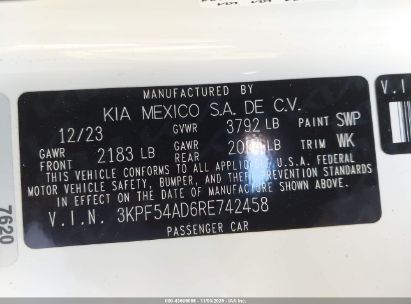 MANUFACTURED BY
KIA MEXICO S.A. DE C.V.
12/23 GVWR 3792 LB PAINT SWP
GAWR FRONT 2183 LB GAWR REAR LB TRIM WK
THIS VEHICLE CONFORMS TO ALL APPLICABLE U.S.A. FEDERAL
MOTOR VEHICLE SAFETY, BUMPER, AND THEFT PREVENTION STANDARDS
IN EFFECT ON THE DATE OF MANUFACTURE SHOWN ABOVE.
V.I.N. 3KPF54AD6RE742458
PASSENGER CAR
7620
V.I